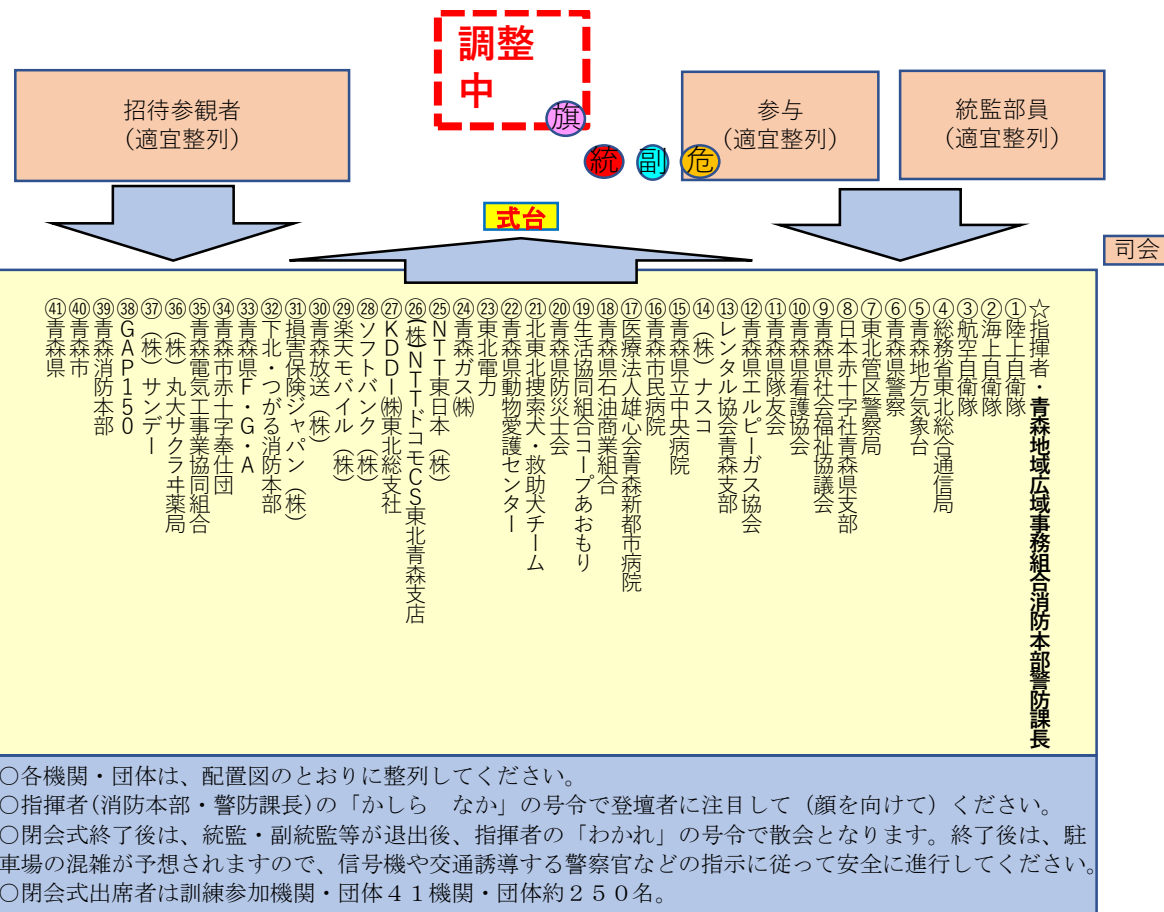 調整
中
旗
招待参観者
(適宜整列)
参与
(適宜整列)
統監部員
(適宜整列)
統
副
危
式台
司会
☆指揮者・青森地域広域事務組合消防本部警防課長
①陸上自衛隊
②海上自衛隊
③航空自衛隊
④総務省東北総合通信局
⑤青森地方気象台
⑥青森県警察
⑦東北管区警察局
⑧日本赤十字社青森県支部
⑨青森県社会福祉協議会
⑩青森県看護協会
⑪青森県隊友会
⑫青森県エルピーガス協会
⑬レンタル協会青森支部
⑭（株）ナスコ
⑮青森県立中央病院
⑯青森市民病院
⑰医療法人雄心会青森新都市病院
⑱青森県石油商業組合
⑲生活協同組合コープあおもり
⑳青森県防災士会
㉑北東北捜索犬・救助犬チーム
㉒青森県動物愛護センター
㉓東北電力
㉔青森ガス㈱
㉕ＮＴＴ東日本（株）
㉖㈱ＮＴＴドコモＣＳ東北青森支店
㉗ＫＤＤＩ㈱東北総支社
㉘ソフトバンク（株）
㉙楽天モバイル（株）
㉚青森放送（株）
㉛損害保険ジャパン（株）
㉜下北・つがる消防本部
㉝青森県Ｆ・Ｇ・Ａ
㉞青森市赤十字奉仕団
㉟青森電気工事業協同組合
㊱（株）丸大サクラヰ薬局
㊲（株）サンデー
㊳ＧＡＰ１５０
㊴青森消防本部
㊵青森市
㊶青森県
○各機関・団体は、配置図のとおりに整列してください。
○指揮者(消防本部・警防課長)の「かしら　なか」の号令で登壇者に注目して（顔を向けて）ください。
○閉会式終了後は、統監・副統監等が退出後、指揮者の「わかれ」の号令で散会となります。終了後は、駐
車場の混雑が予想されますので、信号機や交通誘導する警察官などの指示に従って安全に進行してください。
○閉会式出席者は訓練参加機関・団体４１機関・団体約２５０名。